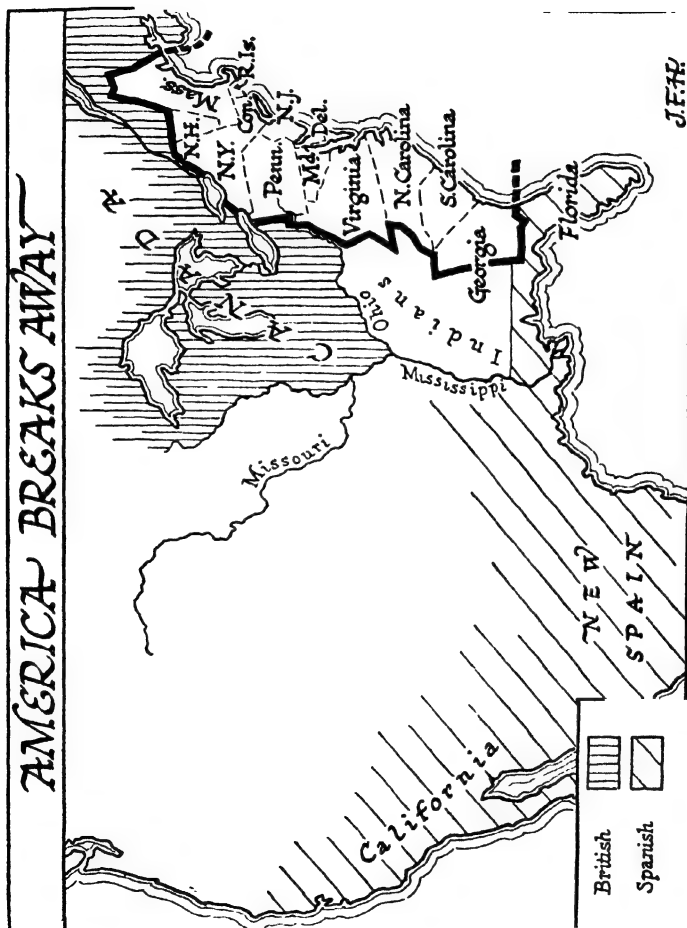 AMERICA BREAKS AWAY
CANADA
Mass.
N.H.
R.Is.
Con.
N.Y.
N.J.
Penn.
Md.
Del.
Virginia
N.Carolina
S.Carolina
Georgia
Florida
Ohio
Indians
Mississippi
Missouri
California
NEW
SPAIN
British
Spanish
J.F.H.